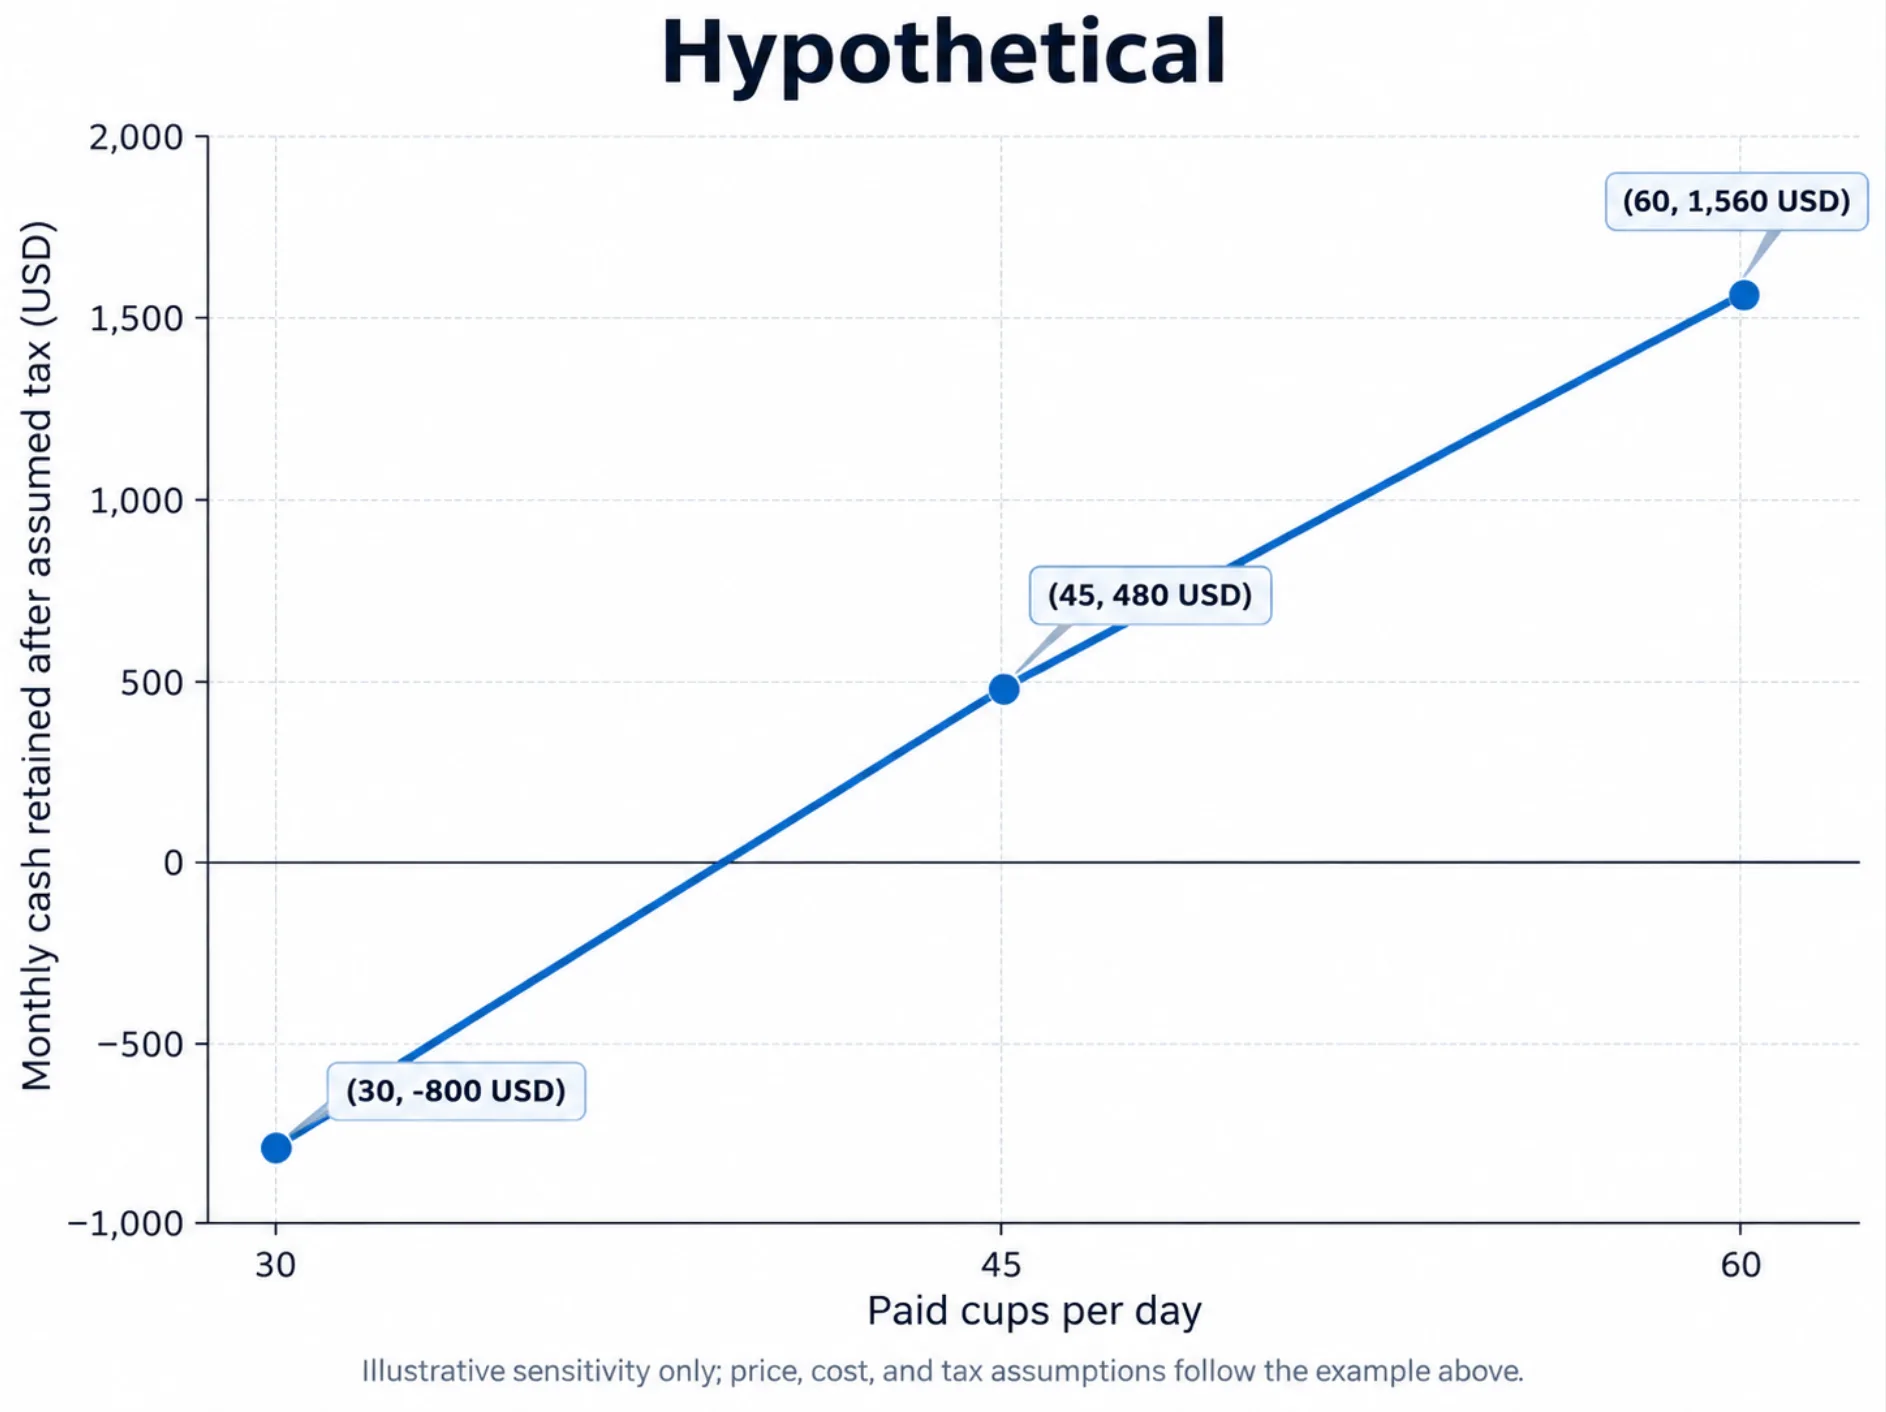 Hypothetical
Monthly cash retained after assumed tax (USD)
2,000
1,500
1,000
500
0
−500
−1,000
(60, 1,560 USD)
(45, 480 USD)
(30, -800 USD)
30
45
60
Paid cups per day
Illustrative sensitivity only; price, cost, and tax assumptions follow the example above.